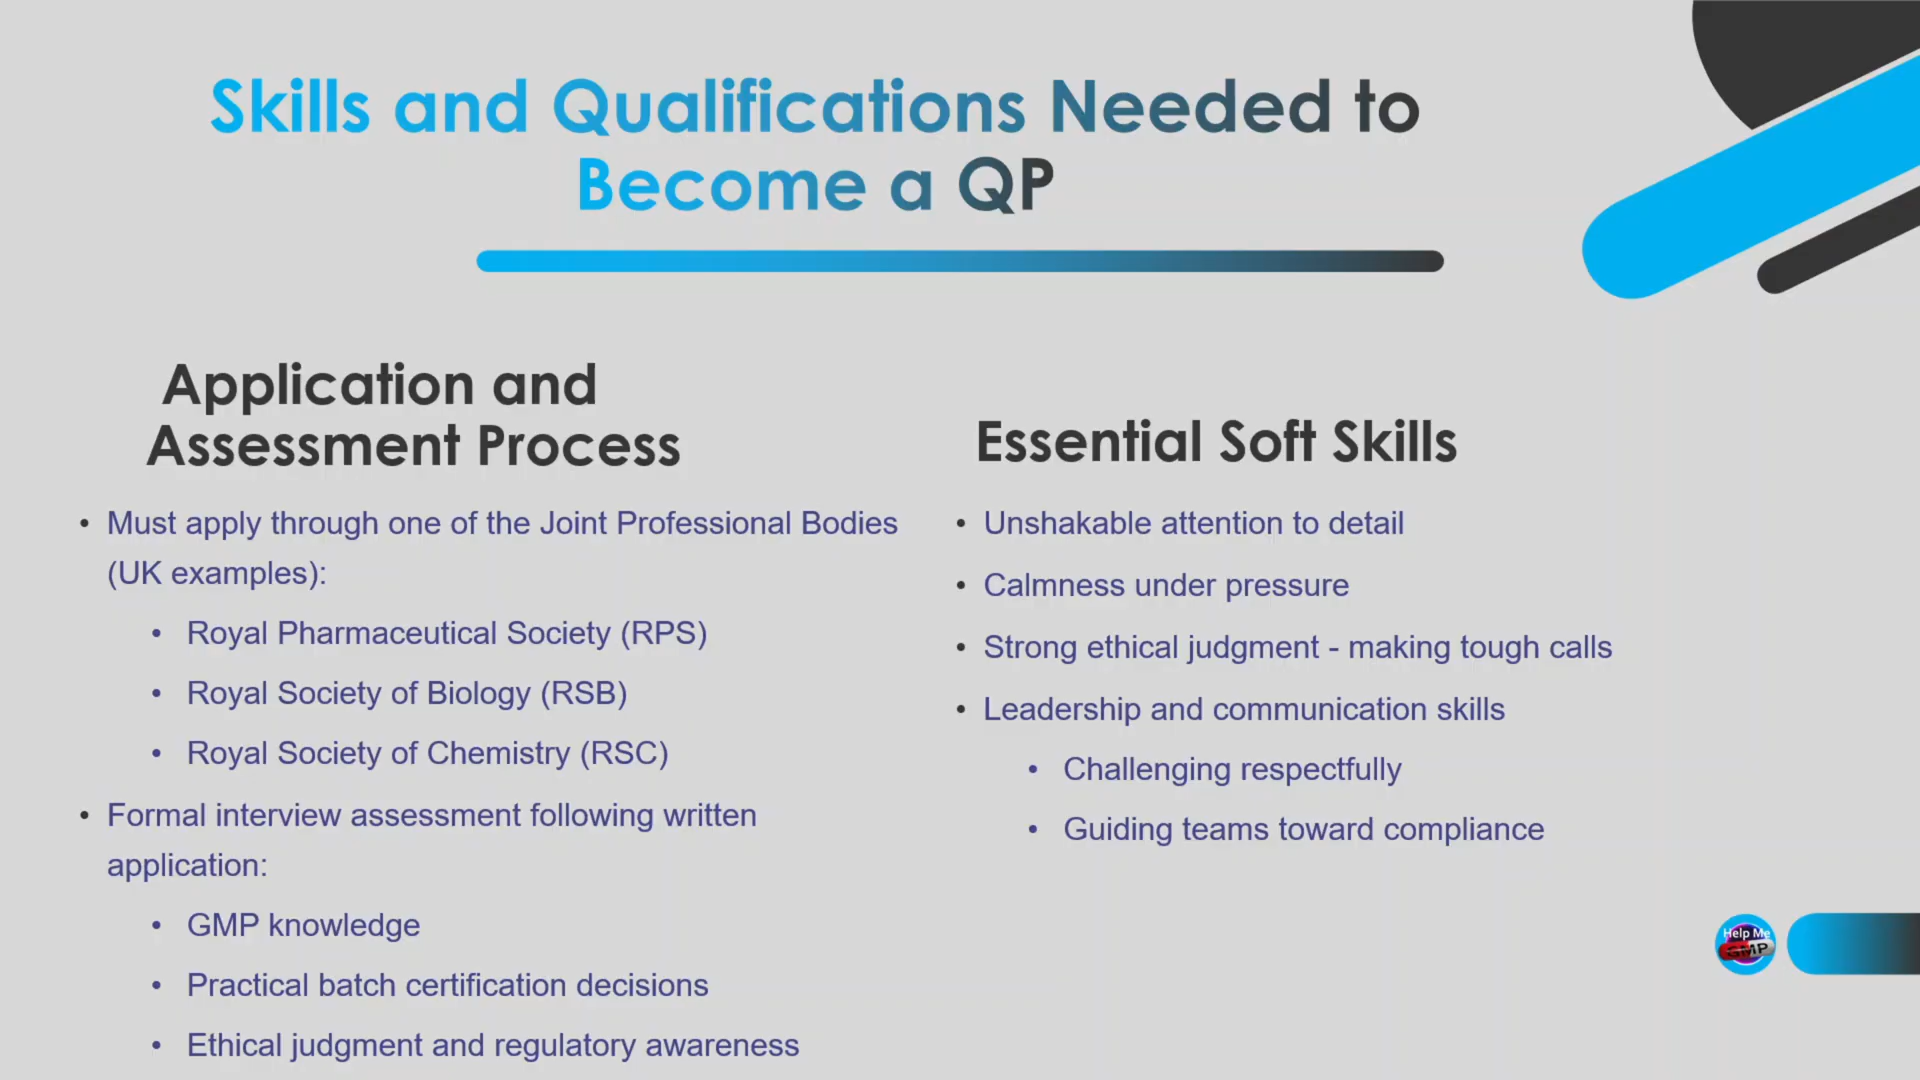 Skills and Qualifications Needed to
Become a QP
Application and
Assessment Process
• Must apply through one of the Joint Professional Bodies
(UK examples):
• Royal Pharmaceutical Society (RPS)
• Royal Society of Biology (RSB)
• Royal Society of Chemistry (RSC)
• Formal interview assessment following written
application:
• GMP knowledge
• Practical batch certification decisions
• Ethical judgment and regulatory awareness
Essential Soft Skills
• Unshakable attention to detail
• Calmness under pressure
• Strong ethical judgment - making tough calls
• Leadership and communication skills
• Challenging respectfully
• Guiding teams toward compliance
Help Me
GMP